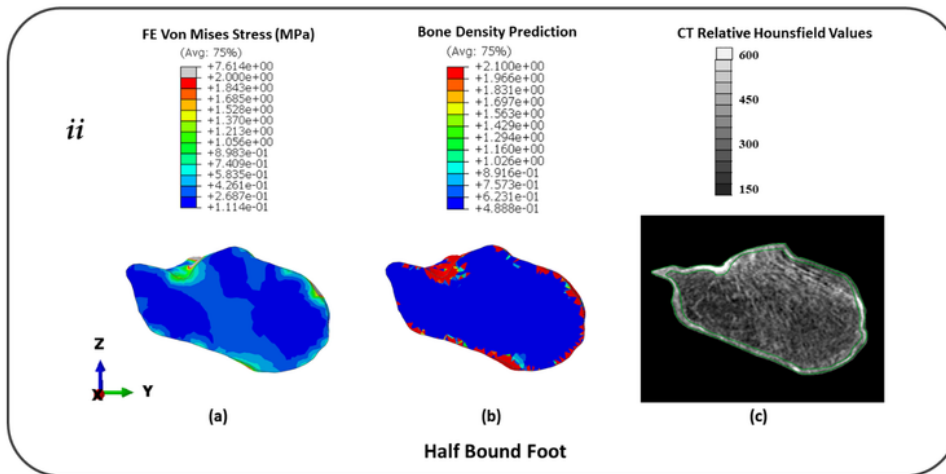 FE Von Mises Stress (MPa)
(Avg: 75%)
+7.614e+00
+2.000e+00
+1.843e+00
+1.685e+00
+1.528e+00
+1.370e+00
+1.213e+00
+1.056e+00
+8.983e-01
+7.409e-01
+5.835e-01
+4.261e-01
+2.687e-01
+1.114e-01
Bone Density Prediction
(Avg: 75%)
+2.100e+00
+1.966e+00
+1.831e+00
+1.697e+00
+1.563e+00
+1.429e+00
+1.294e+00
+1.160e+00
+1.026e+00
+8.916e-01
+7.573e-01
+6.231e-01
+4.888e-01
CT Relative Hounsfield Values
600
450
300
150
ii
Z
X
Y
(a)
(b)
(c)
Half Bound Foot